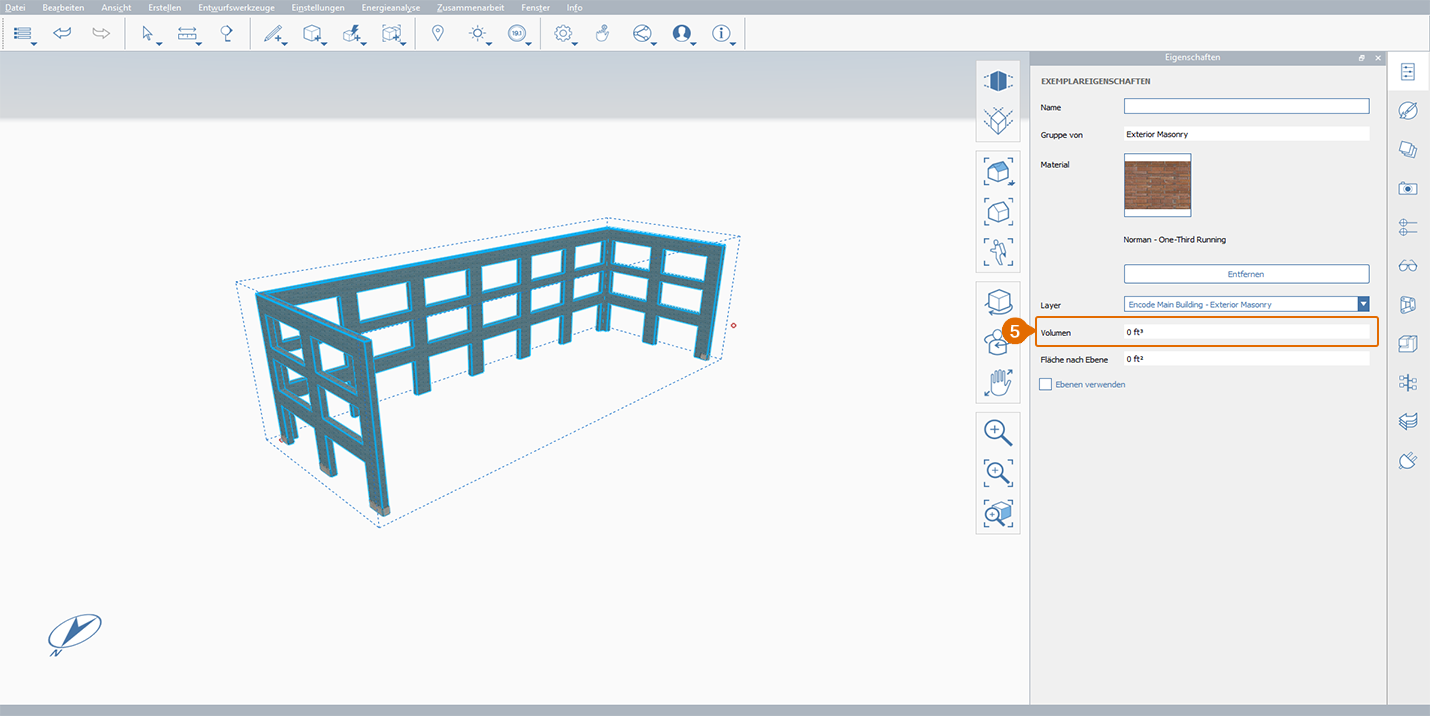 Datei Bearbeiten Ansicht Erstellen Entwurfswerkzeuge Einstellungen Energieanalyse Zusammenarbeit Fenster Info
19.1
Eigenschaften
EXEMPLAREIGENSCHAFTEN
Name
Gruppe von Exterior Masonry
Material
Norman - One-Third Running
Entfernen
Layer Encode Main Building - Exterior Masonry
5 Volumen 0 ft³
Fläche nach Ebene 0 ft²
Ebenen verwenden
N